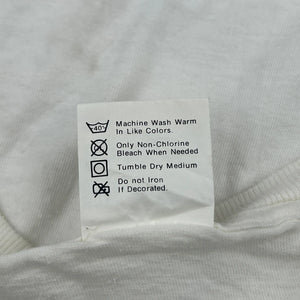 40°
Machine Wash Warm
In Like Colors.
Only Non-Chlorine
Bleach When Needed
Tumble Dry Medium
Do not Iron
If Decorated.